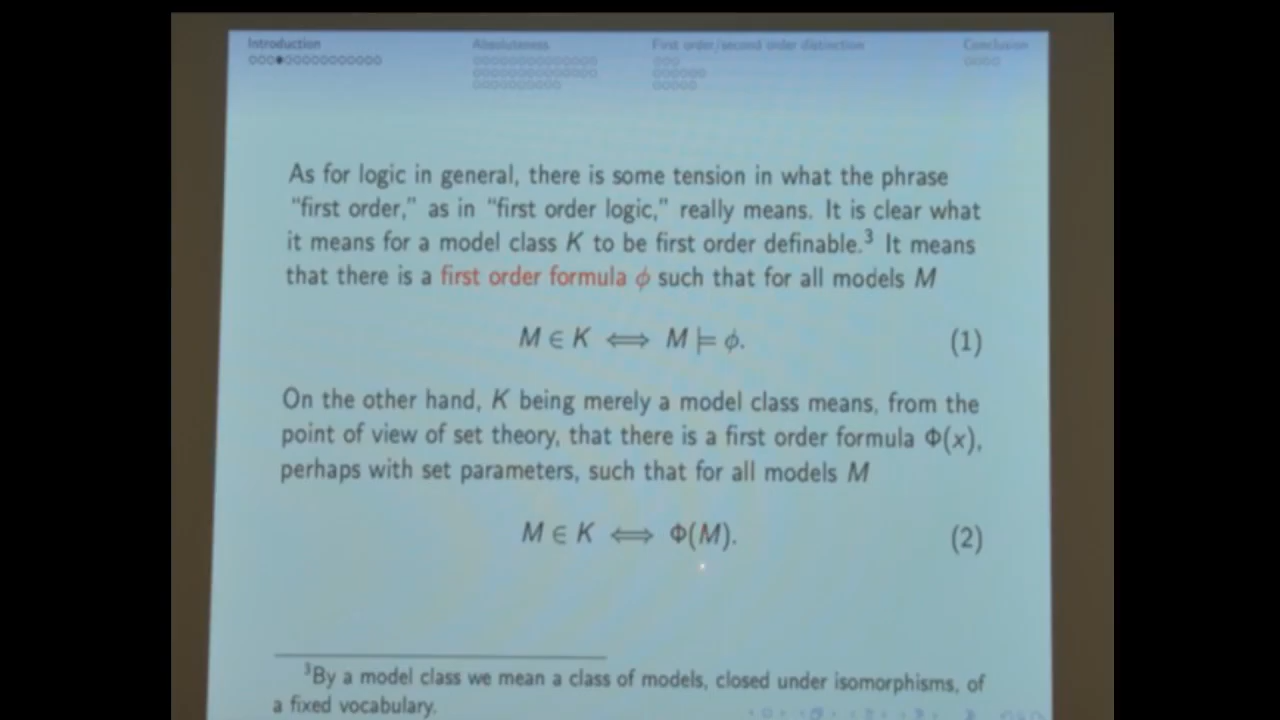 Introduction
Absoluteness
First order/second order distinction
Conclusion
As for logic in general, there is some tension in what the phrase
“first order,” as in “first order logic,” really means. It is clear what
it means for a model class K to be first order definable.³ It means
that there is a first order formula ϕ such that for all models M
M ∈ K ⟺ M ⊨ ϕ. (1)
On the other hand, K being merely a model class means, from the
point of view of set theory, that there is a first order formula Φ(x),
perhaps with set parameters, such that for all models M
M ∈ K ⟺ Φ(M). (2)
³By a model class we mean a class of models, closed under isomorphisms, of
a fixed vocabulary.